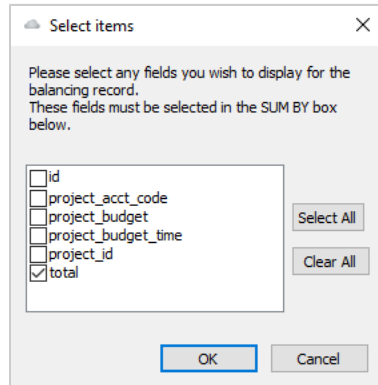 Select items
Please select any fields you wish to display for the
balancing record.
These fields must be selected in the SUM BY box
below.
id
project_acct_code
project_budget
project_budget_time
project_id
total
Select All
Clear All
OK
Cancel